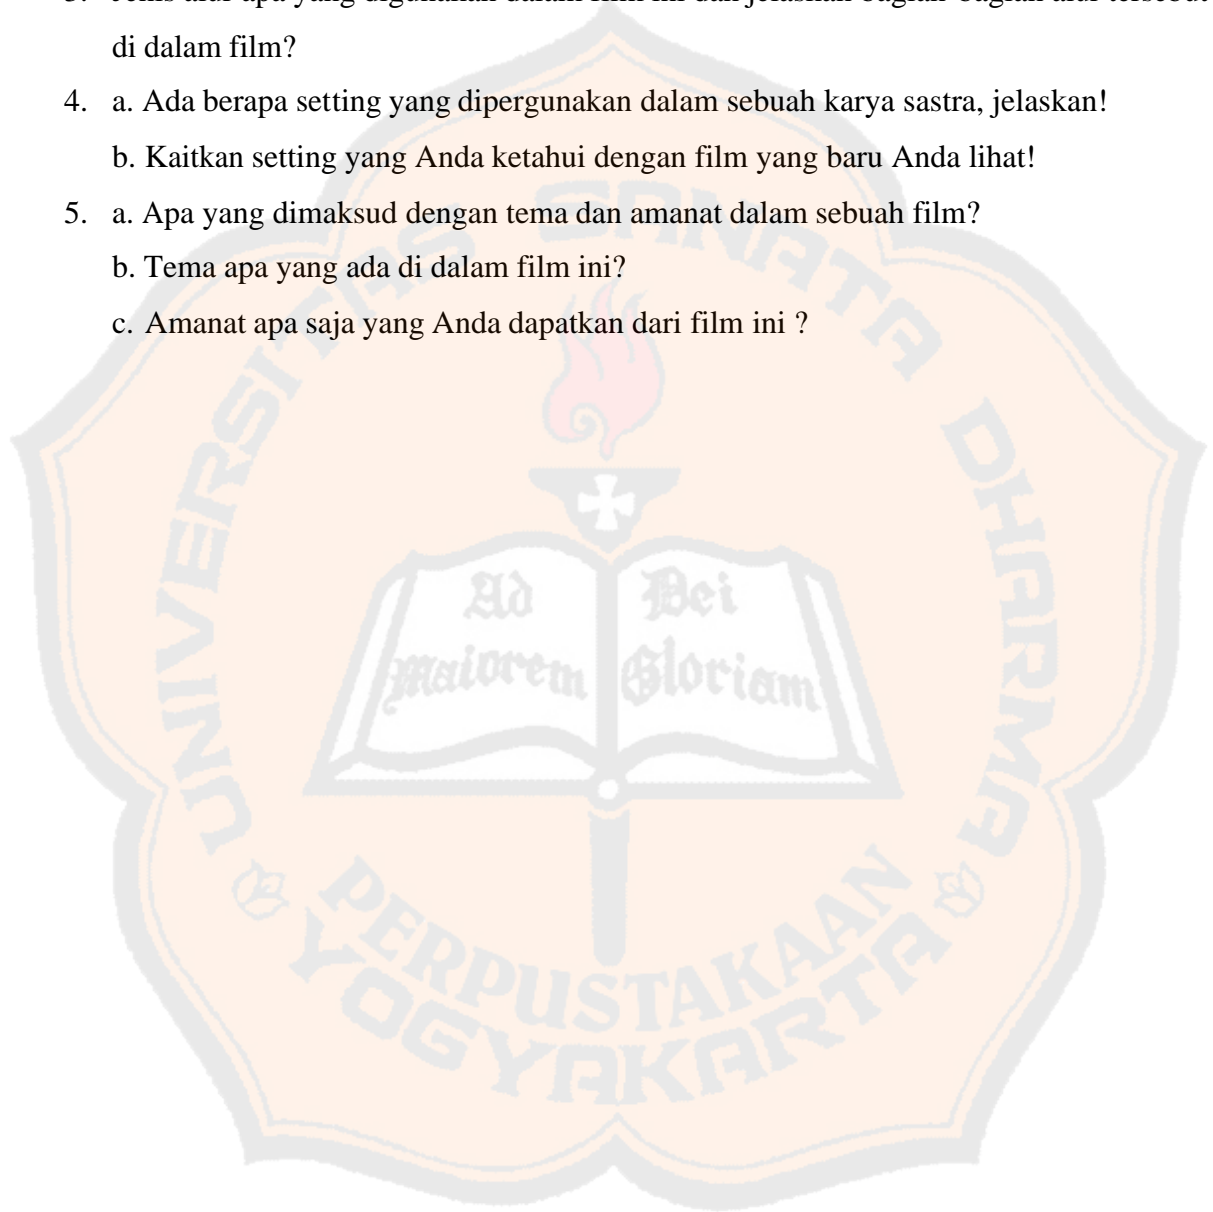 di dalam film?
4. a. Ada berapa setting yang dipergunakan dalam sebuah karya sastra, jelaskan!
b. Kaitkan setting yang Anda ketahui dengan film yang baru Anda lihat!
5. a. Apa yang dimaksud dengan tema dan amanat dalam sebuah film?
b. Tema apa yang ada di dalam film ini?
c. Amanat apa saja yang Anda dapatkan dari film ini ?
UNIVERSITAS SANATA DHARMA
Ad Dei
Maiorem Gloriam
PERPUSTAKAAN
YOGYAKARTA